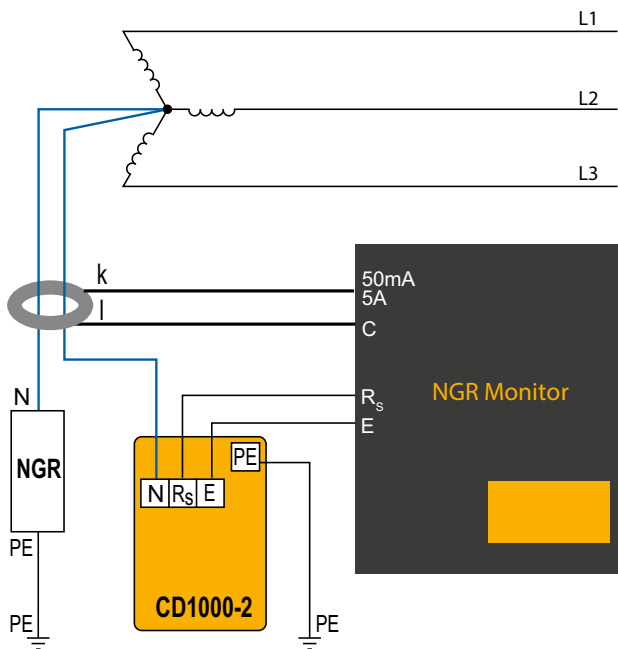 L1
L2
L3
k
l
50mA
5A
C
N
NGR
PE
PE
Rs
E
NGR Monitor
PE
N Rs E
CD1000-2
PE